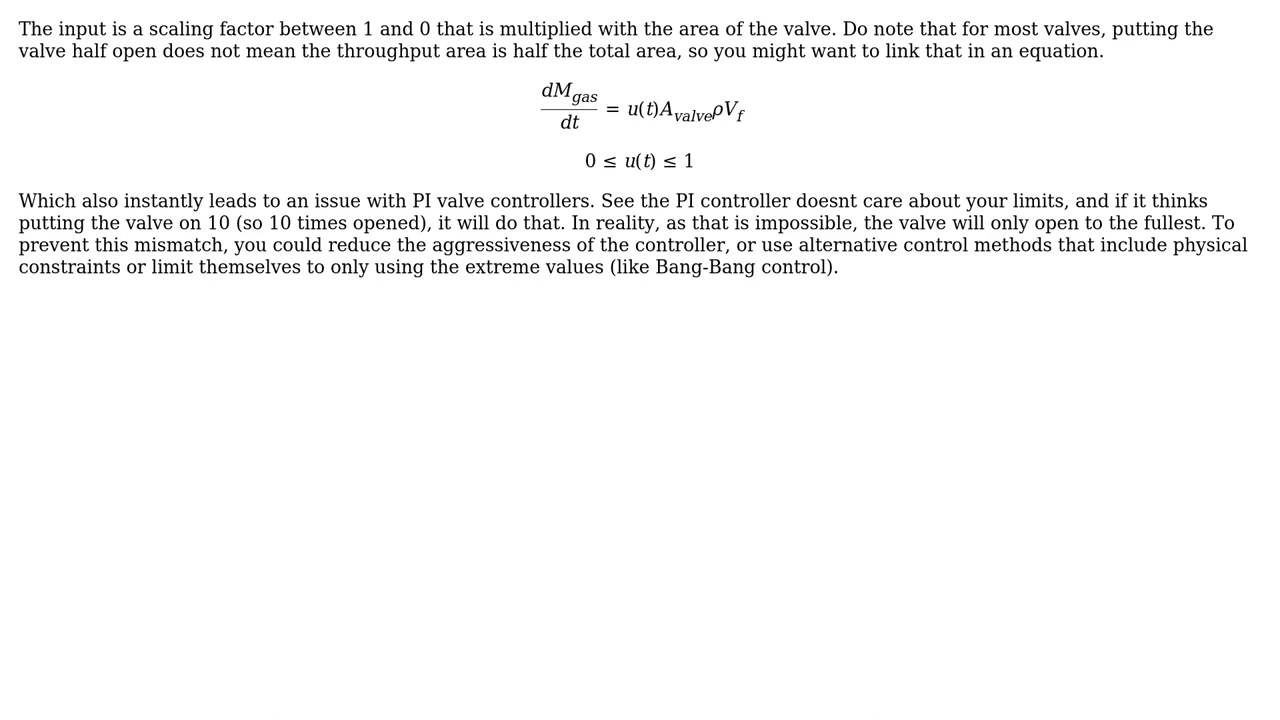 The input is a scaling factor between 1 and 0 that is multiplied with the area of the valve. Do note that for most valves, putting the
valve half open does not mean the throughput area is half the total area, so you might want to link that in an equation.
dM_gas/dt = u(t)A_valve ρV_f
0 ≤ u(t) ≤ 1
Which also instantly leads to an issue with PI valve controllers. See the PI controller doesnt care about your limits, and if it thinks
putting the valve on 10 (so 10 times opened), it will do that. In reality, as that is impossible, the valve will only open to the fullest. To
prevent this mismatch, you could reduce the aggressiveness of the controller, or use alternative control methods that include physical
constraints or limit themselves to only using the extreme values (like Bang-Bang control).